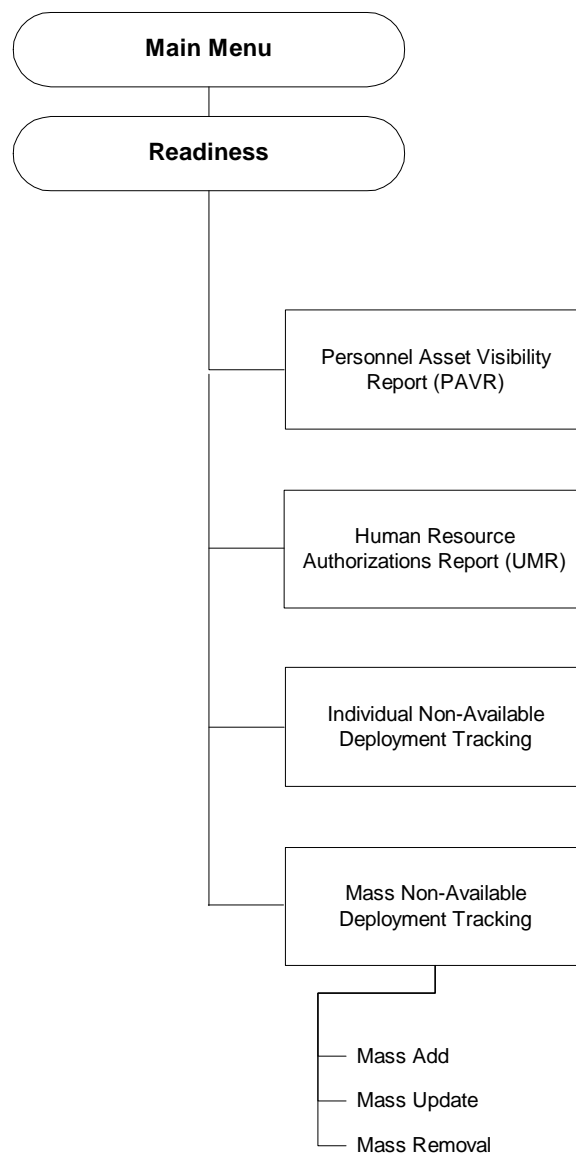 Main Menu
Readiness
Personnel Asset Visibility
Report (PAVR)
Human Resource
Authorizations Report (UMR)
Individual Non-Available
Deployment Tracking
Mass Non-Available
Deployment Tracking
Mass Add
Mass Update
Mass Removal